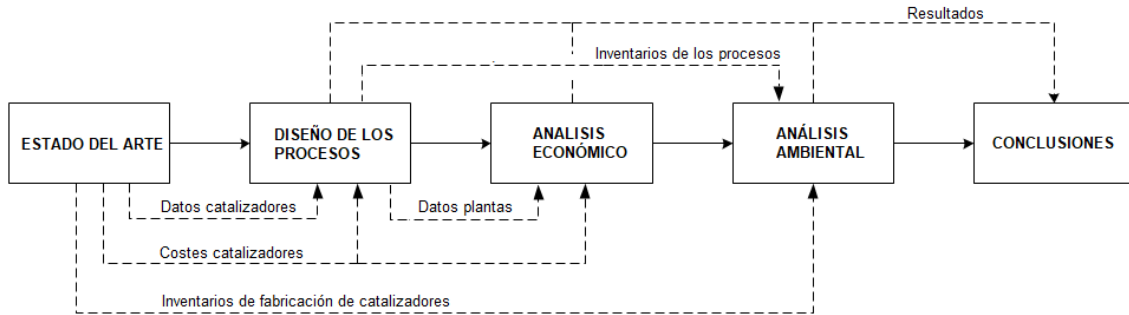 Resultados
Inventarios de los procesos
ESTADO DEL ARTE
DISEÑO DE LOS
PROCESOS
ANALISIS
ECONÓMICO
ANÁLISIS
AMBIENTAL
CONCLUSIONES
Datos catalizadores
Datos plantas
Costes catalizadores
Inventarios de fabricación de catalizadores